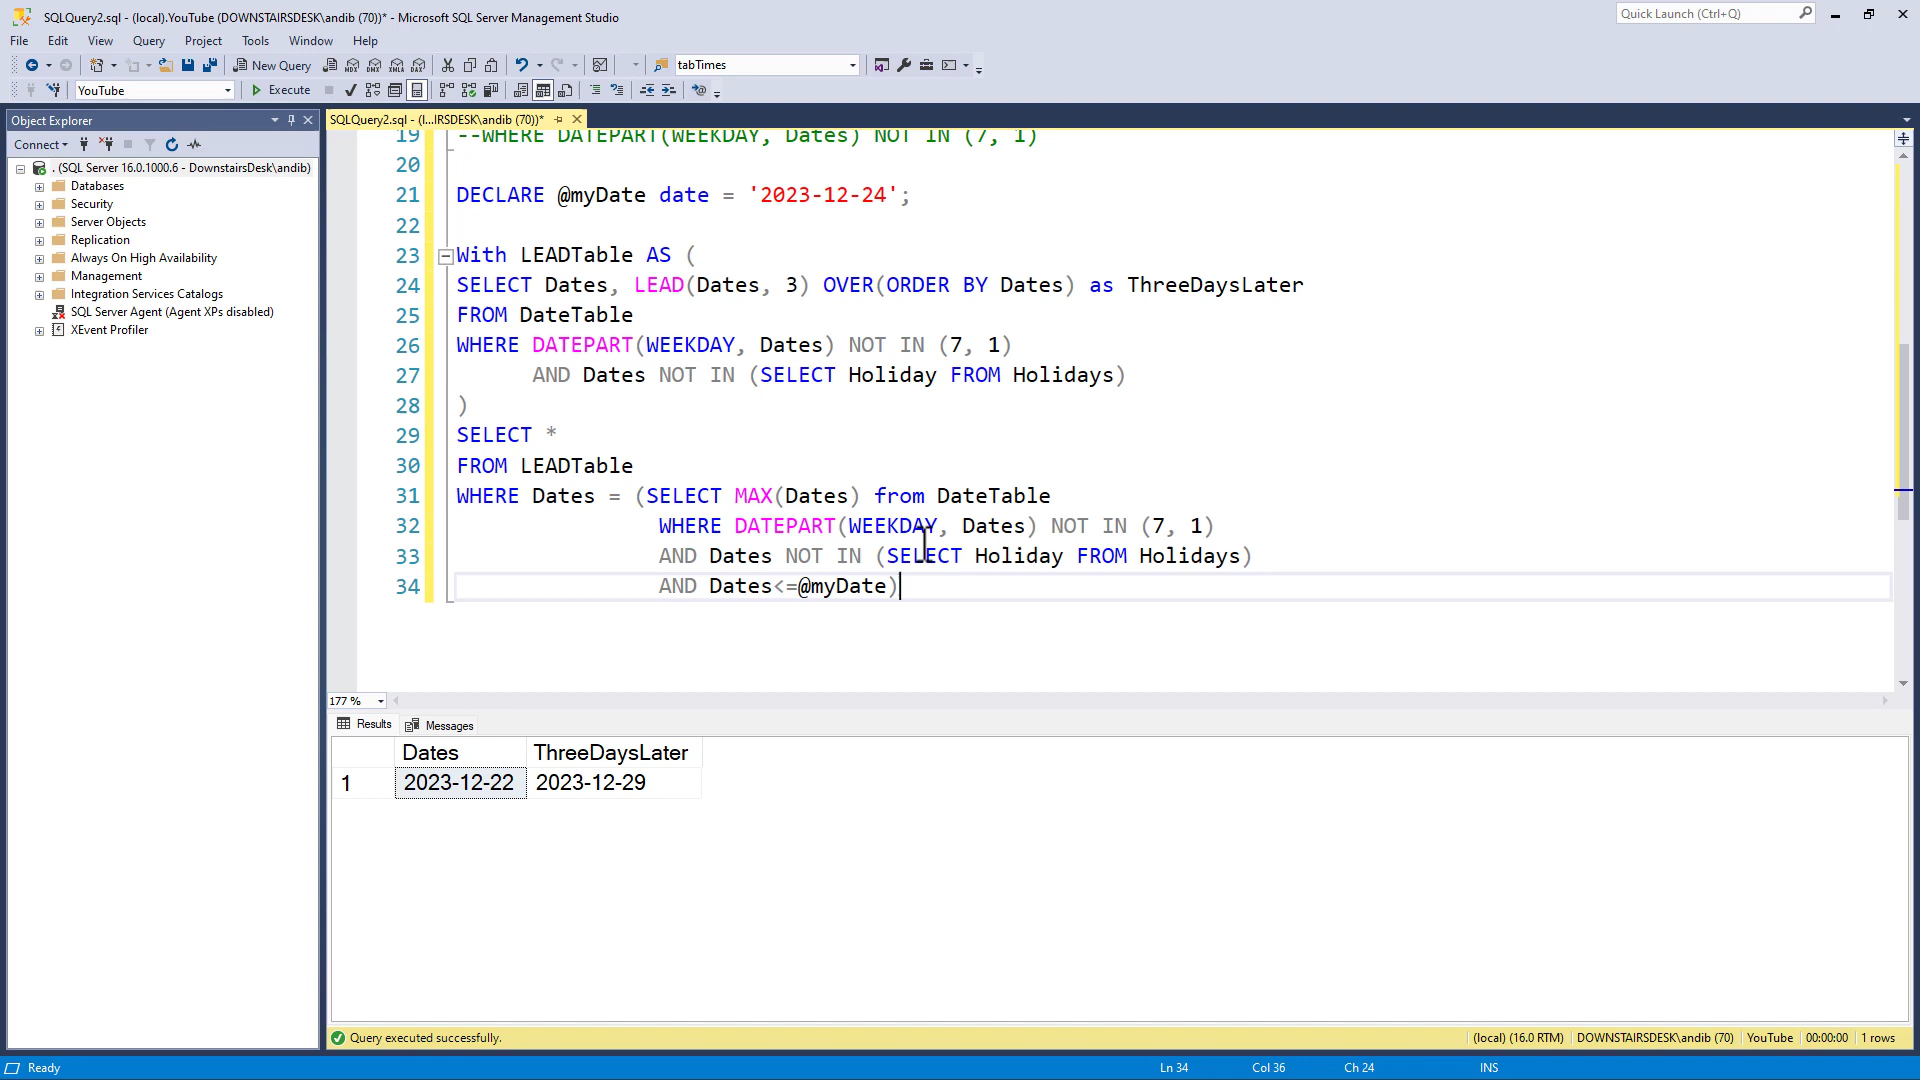 SQLQuery2.sql - (local).YouTube (DOWNSTAIRSDESK\andib (70))* - Microsoft SQL Server Management Studio
Quick Launch (Ctrl+Q)
File Edit View Query Project Tools Window Help
New Query
MDX DMX XMLA DAX
tabTimes
YouTube
Execute
Object Explorer
SQLQuery2.sql - (l...IRSDESK\andib (70))*
Connect
. (SQL Server 16.0.1000.6 - DownstairsDesk\andib)
Databases
Security
Server Objects
Replication
Always On High Availability
Management
Integration Services Catalogs
SQL Server Agent (Agent XPs disabled)
XEvent Profiler
19 --WHERE DATEPART(WEEKDAY, Dates) NOT IN (7, 1)
20
21 DECLARE @myDate date = '2023-12-24';
22
23 With LEADTable AS (
24 SELECT Dates, LEAD(Dates, 3) OVER(ORDER BY Dates) as ThreeDaysLater
25 FROM DateTable
26 WHERE DATEPART(WEEKDAY, Dates) NOT IN (7, 1)
27 AND Dates NOT IN (SELECT Holiday FROM Holidays)
28 )
29 SELECT *
30 FROM LEADTable
31 WHERE Dates = (SELECT MAX(Dates) from DateTable
32 WHERE DATEPART(WEEKDAY, Dates) NOT IN (7, 1)
33 AND Dates NOT IN (SELECT Holiday FROM Holidays)
34 AND Dates<=@myDate)
177 %
Results Messages
Dates ThreeDaysLater
1 2023-12-22 2023-12-29
Query executed successfully.
(local) (16.0 RTM) DOWNSTAIRSDESK\andib (70) YouTube 00:00:00 1 rows
Ready
Ln 34 Col 36 Ch 24 INS